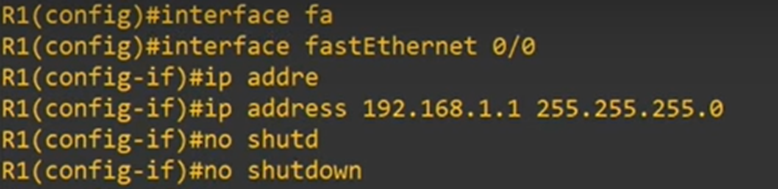 R1(config)#interface fa
R1(config)#interface fastEthernet 0/0
R1(config-if)#ip addre
R1(config-if)#ip address 192.168.1.1 255.255.255.0
R1(config-if)#no shutd
R1(config-if)#no shutdown